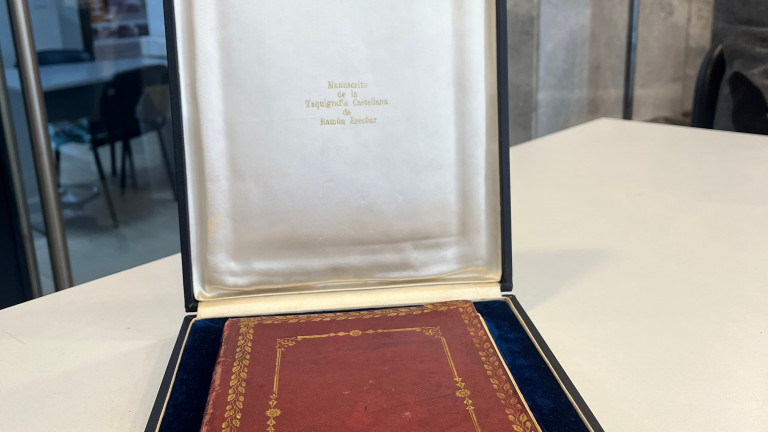 Manuscrito
de la
Taquigrafía Castellana
de
Ramón Escobar